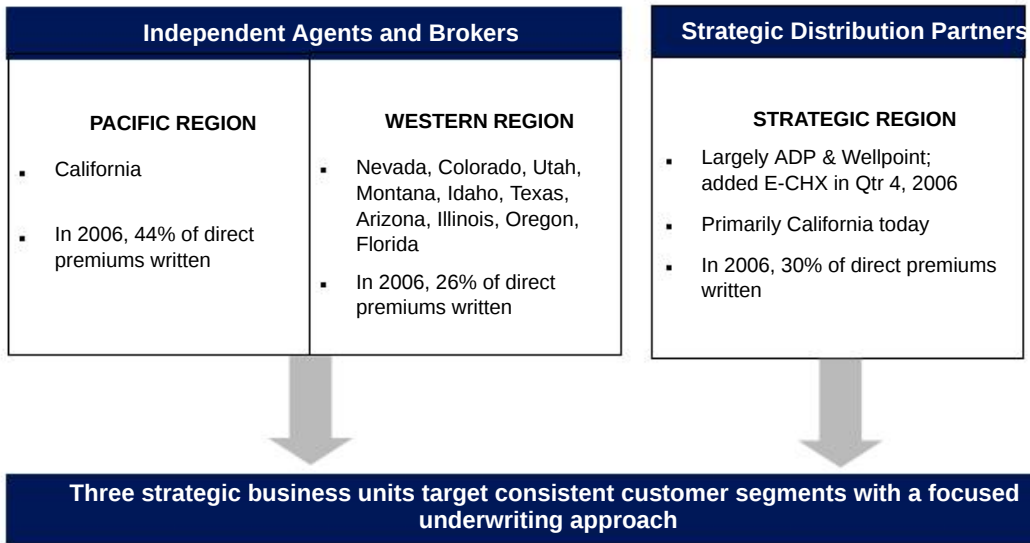 Independent Agents and Brokers
PACIFIC REGION
▪ California
▪ In 2006, 44% of direct
premiums written
WESTERN REGION
▪ Nevada, Colorado, Utah,
Montana, Idaho, Texas,
Arizona, Illinois, Oregon,
Florida
▪ In 2006, 26% of direct
premiums written
Strategic Distribution Partners
STRATEGIC REGION
▪ Largely ADP & Wellpoint;
added E-CHX in Qtr 4, 2006
▪ Primarily California today
▪ In 2006, 30% of direct premiums
written
Three strategic business units target consistent customer segments with a focused
underwriting approach